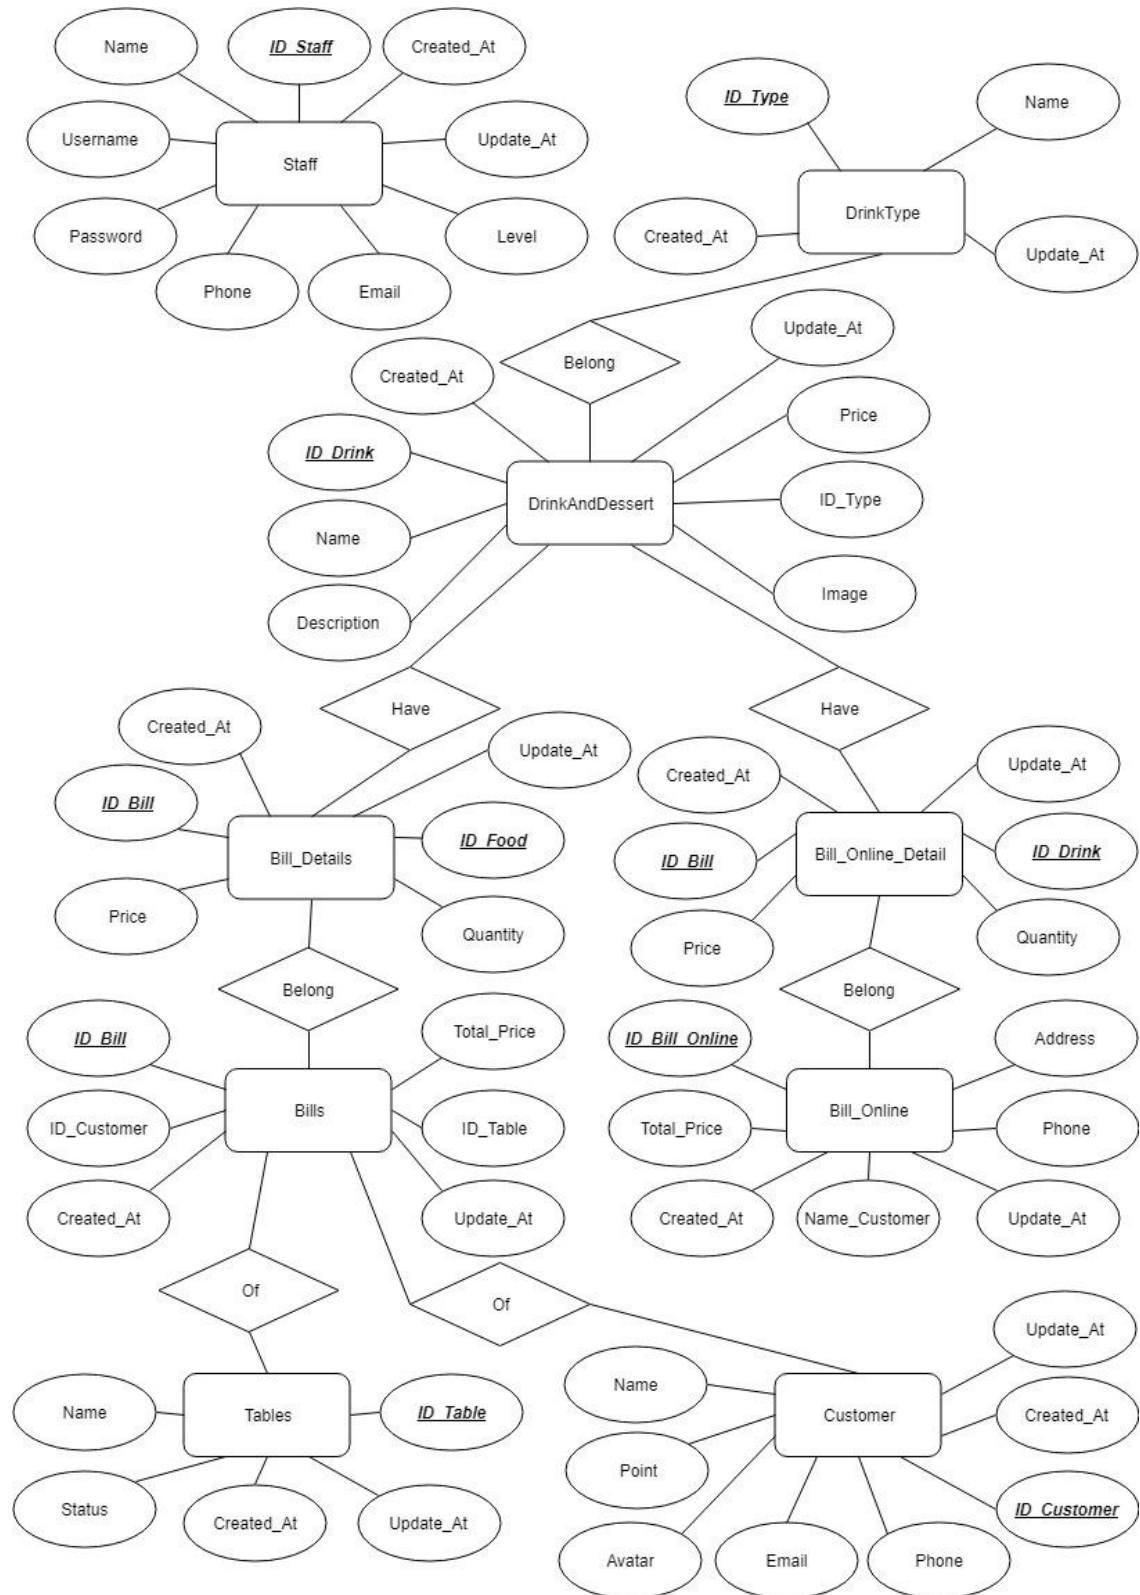 Name
ID_Staff
Created_At
Username
Staff
Update_At
Password
Level
Phone
Email
ID_Type
Name
DrinkType
Created_At
Update_At
Belong
Update_At
Created_At
Price
ID_Drink
DrinkAndDessert
ID_Type
Name
Image
Description
Have
Have
Created_At
Update_At
ID_Bill
Bill_Details
ID_Food
Price
Quantity
Created_At
Update_At
ID_Bill
Bill_Online_Detail
ID_Drink
Price
Quantity
Belong
Belong
ID_Bill
Total_Price
Bills
ID_Customer
ID_Table
Created_At
Update_At
ID_Bill_Online
Address
Bill_Online
Total_Price
Phone
Created_At
Name_Customer
Update_At
Of
Of
Name
Tables
ID_Table
Status
Created_At
Update_At
Update_At
Name
Customer
Created_At
Point
ID_Customer
Avatar
Email
Phone